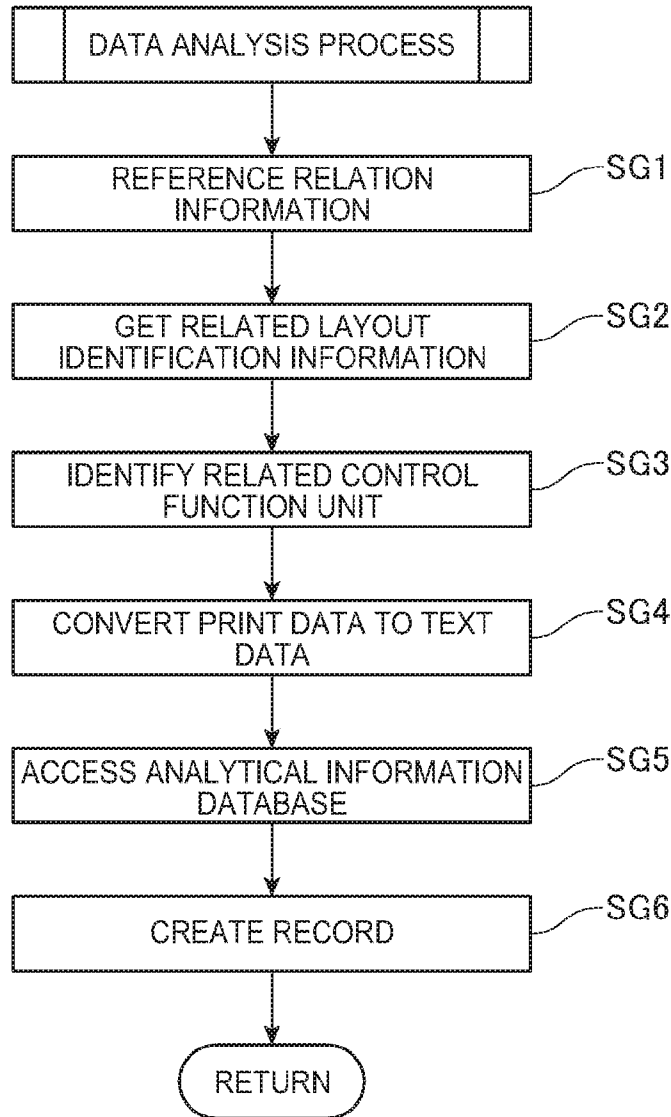 DATA ANALYSIS PROCESS
REFERENCE RELATION
INFORMATION
SG1
GET RELATED LAYOUT
IDENTIFICATION INFORMATION
SG2
IDENTIFY RELATED CONTROL
FUNCTION UNIT
SG3
CONVERT PRINT DATA TO TEXT
DATA
SG4
ACCESS ANALYTICAL INFORMATION
DATABASE
SG5
CREATE RECORD
SG6
RETURN